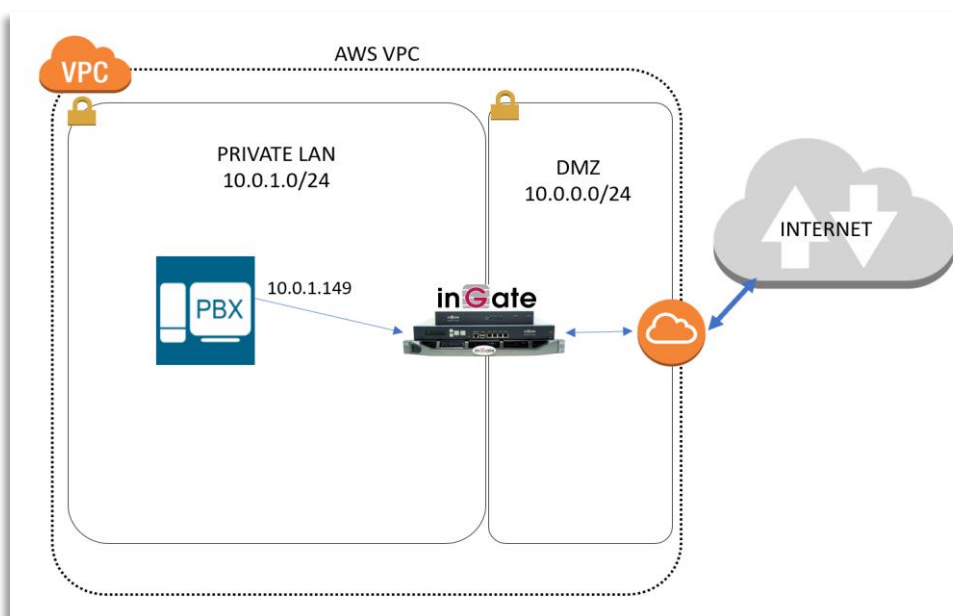 AWS VPC
VPC
PRIVATE LAN
10.0.1.0/24
DMZ
10.0.0.0/24
INTERNET
PBX
10.0.1.149
inGate
inGate